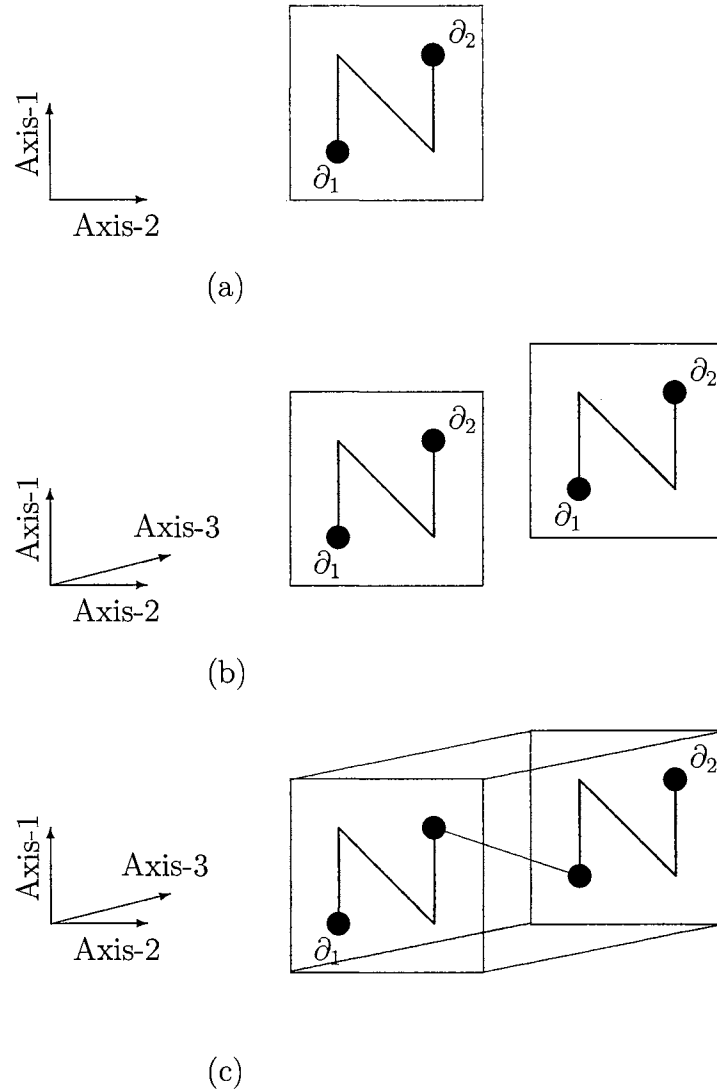 ∂₂
Axis-1
∂₁
Axis-2
(a)
∂₂
∂₂
Axis-1
Axis-3
∂₁
∂₁
Axis-2
(b)
∂₂
Axis-1
Axis-3
∂₁
Axis-2
(c)